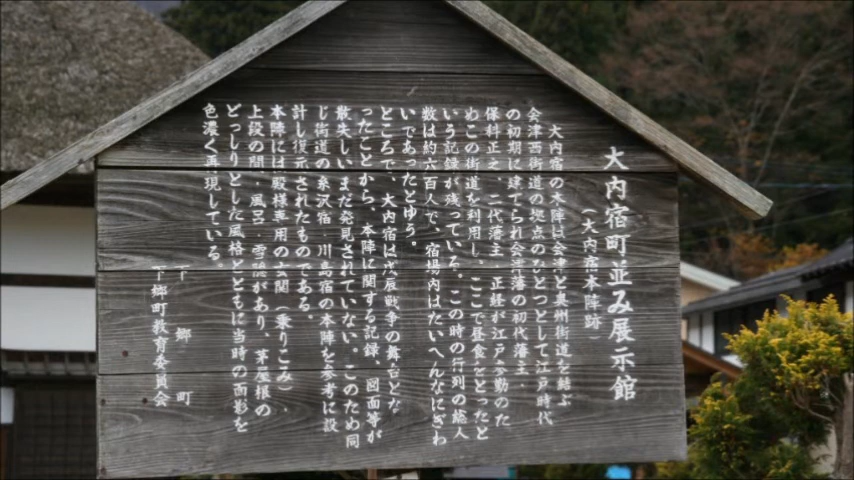 大内宿町並み展示館
（大内宿本陣跡）
大内宿の本陣は会津と奥州街道を結ぶ
会津西街道の拠点のひとつとして江戸時代
の初期に建てられ会津藩の初代藩主・
保科正之、二代藩主・正経が江戸参勤のた
めこの街道を利用し、ここで昼食をとったと
いう記録が残っている。この時の行列の旅人
数は約六百人で、宿場内はたいへんなにぎわ
いであったとゆう。
ところで、大内宿は戊辰戦争の舞台とな
ったことから、本陣に関する記録、図面等が
散失しいまだ発見されていない。このため同
じ街道の糸沢宿・川島宿の本陣を参考に設
計し復元されたものである。
本陣には殿様専用の玄関（乗りこみ）・
上段の間・風呂・雪隠があり、茅屋根の
どっしりとした風格とともに当時の面影を
色濃く再現している。
下郷町
下郷町教育委員会